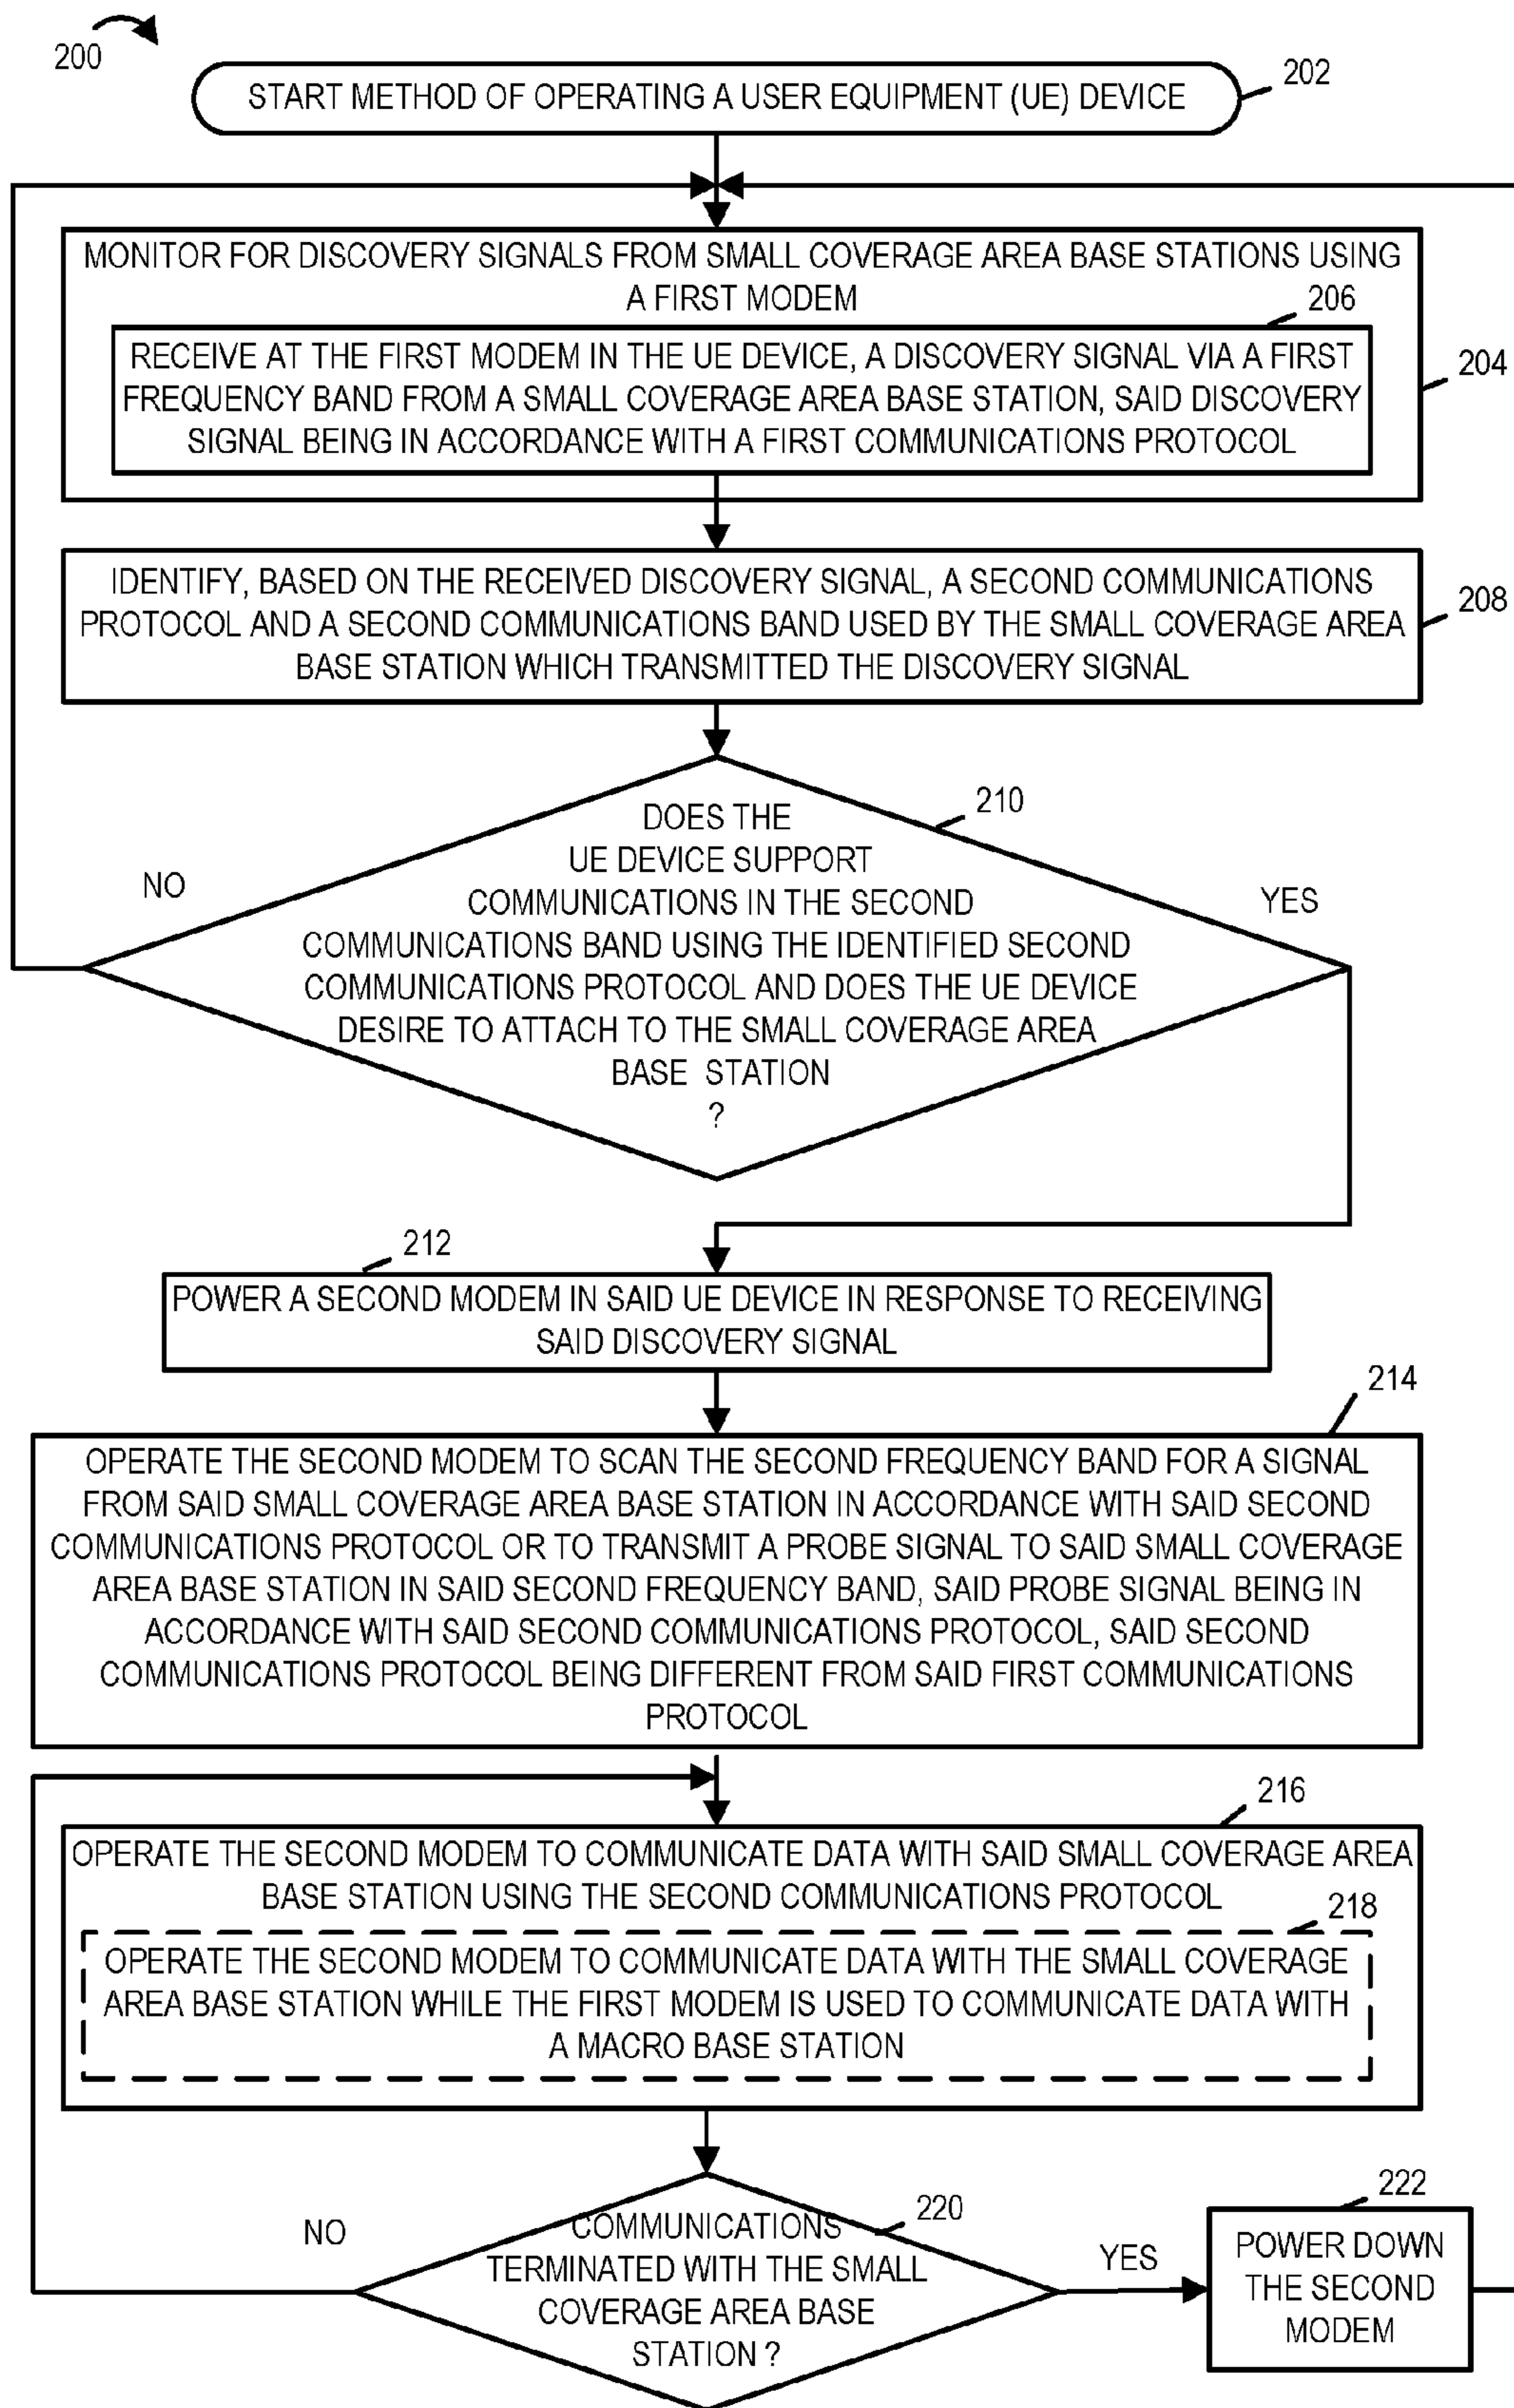 200
START METHOD OF OPERATING A USER EQUIPMENT (UE) DEVICE
202
MONITOR FOR DISCOVERY SIGNALS FROM SMALL COVERAGE AREA BASE STATIONS USING
A FIRST MODEM
206
RECEIVE AT THE FIRST MODEM IN THE UE DEVICE, A DISCOVERY SIGNAL VIA A FIRST
FREQUENCY BAND FROM A SMALL COVERAGE AREA BASE STATION, SAID DISCOVERY
SIGNAL BEING IN ACCORDANCE WITH A FIRST COMMUNICATIONS PROTOCOL
204
IDENTIFY, BASED ON THE RECEIVED DISCOVERY SIGNAL, A SECOND COMMUNICATIONS
PROTOCOL AND A SECOND COMMUNICATIONS BAND USED BY THE SMALL COVERAGE AREA
BASE STATION WHICH TRANSMITTED THE DISCOVERY SIGNAL
208
210
DOES THE
UE DEVICE SUPPORT
COMMUNICATIONS IN THE SECOND
COMMUNICATIONS BAND USING THE IDENTIFIED SECOND
COMMUNICATIONS PROTOCOL AND DOES THE UE DEVICE
DESIRE TO ATTACH TO THE SMALL COVERAGE AREA
BASE STATION
?
NO
YES
212
POWER A SECOND MODEM IN SAID UE DEVICE IN RESPONSE TO RECEIVING
SAID DISCOVERY SIGNAL
214
OPERATE THE SECOND MODEM TO SCAN THE SECOND FREQUENCY BAND FOR A SIGNAL
FROM SAID SMALL COVERAGE AREA BASE STATION IN ACCORDANCE WITH SAID SECOND
COMMUNICATIONS PROTOCOL OR TO TRANSMIT A PROBE SIGNAL TO SAID SMALL COVERAGE
AREA BASE STATION IN SAID SECOND FREQUENCY BAND, SAID PROBE SIGNAL BEING IN
ACCORDANCE WITH SAID SECOND COMMUNICATIONS PROTOCOL, SAID SECOND
COMMUNICATIONS PROTOCOL BEING DIFFERENT FROM SAID FIRST COMMUNICATIONS
PROTOCOL
216
OPERATE THE SECOND MODEM TO COMMUNICATE DATA WITH SAID SMALL COVERAGE AREA
BASE STATION USING THE SECOND COMMUNICATIONS PROTOCOL
218
OPERATE THE SECOND MODEM TO COMMUNICATE DATA WITH THE SMALL COVERAGE
AREA BASE STATION WHILE THE FIRST MODEM IS USED TO COMMUNICATE DATA WITH
A MACRO BASE STATION
220
COMMUNICATIONS
TERMINATED WITH THE SMALL
COVERAGE AREA BASE
STATION ?
NO
YES
222
POWER DOWN
THE SECOND
MODEM